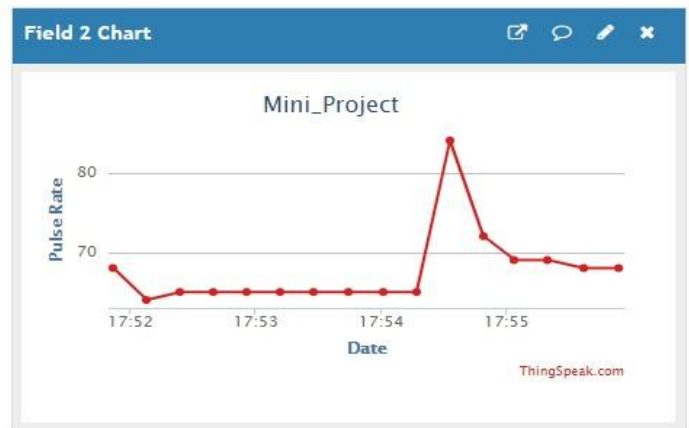 Field 2 Chart
Mini_Project
80
70
Pulse Rate
17:52 17:53 17:54 17:55
Date
ThingSpeak.com